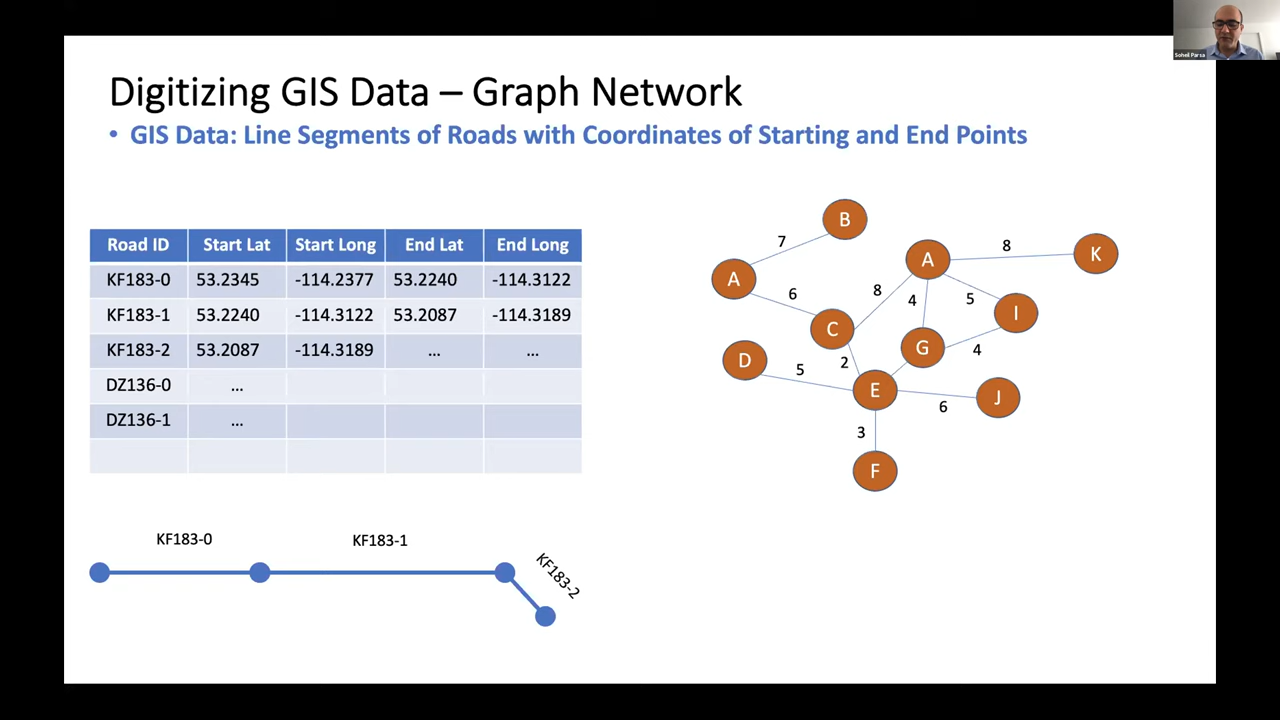 Soheil Parsa
Digitizing GIS Data – Graph Network
• GIS Data: Line Segments of Roads with Coordinates of Starting and End Points
Road ID Start Lat Start Long End Lat End Long
KF183-0 53.2345 -114.2377 53.2240 -114.3122
KF183-1 53.2240 -114.3122 53.2087 -114.3189
KF183-2 53.2087 -114.3189 ... ...
DZ136-0 ...
DZ136-1 ...
KF183-0
KF183-1
KF183-2
B
7
A
6
C
8
A
8
K
4
5
I
G
4
D
5
2
E
6
J
3
F